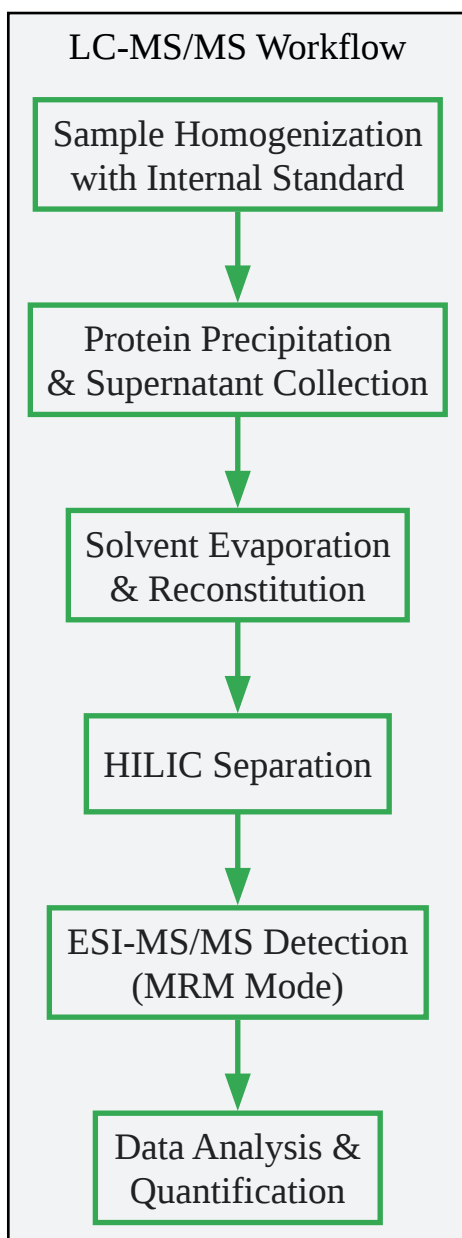 LC-MS/MS Workflow
Sample Homogenization
with Internal Standard
Protein Precipitation
& Supernatant Collection
Solvent Evaporation
& Reconstitution
HILIC Separation
ESI-MS/MS Detection
(MRM Mode)
Data Analysis &
Quantification